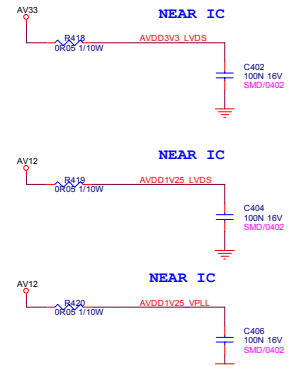 NEAR IC
AV33
R418
AVDD3V3_LVDS
0R05 1/10W
C402
100N 16V
SMD/0402
NEAR IC
AV12
R419
AVDD1V25_LVDS
0R05 1/10W
C404
100N 16V
SMD/0402
NEAR IC
AV12
R420
AVDD1V25_VPLL
0R05 1/10W
C406
100N 16V
SMD/0402